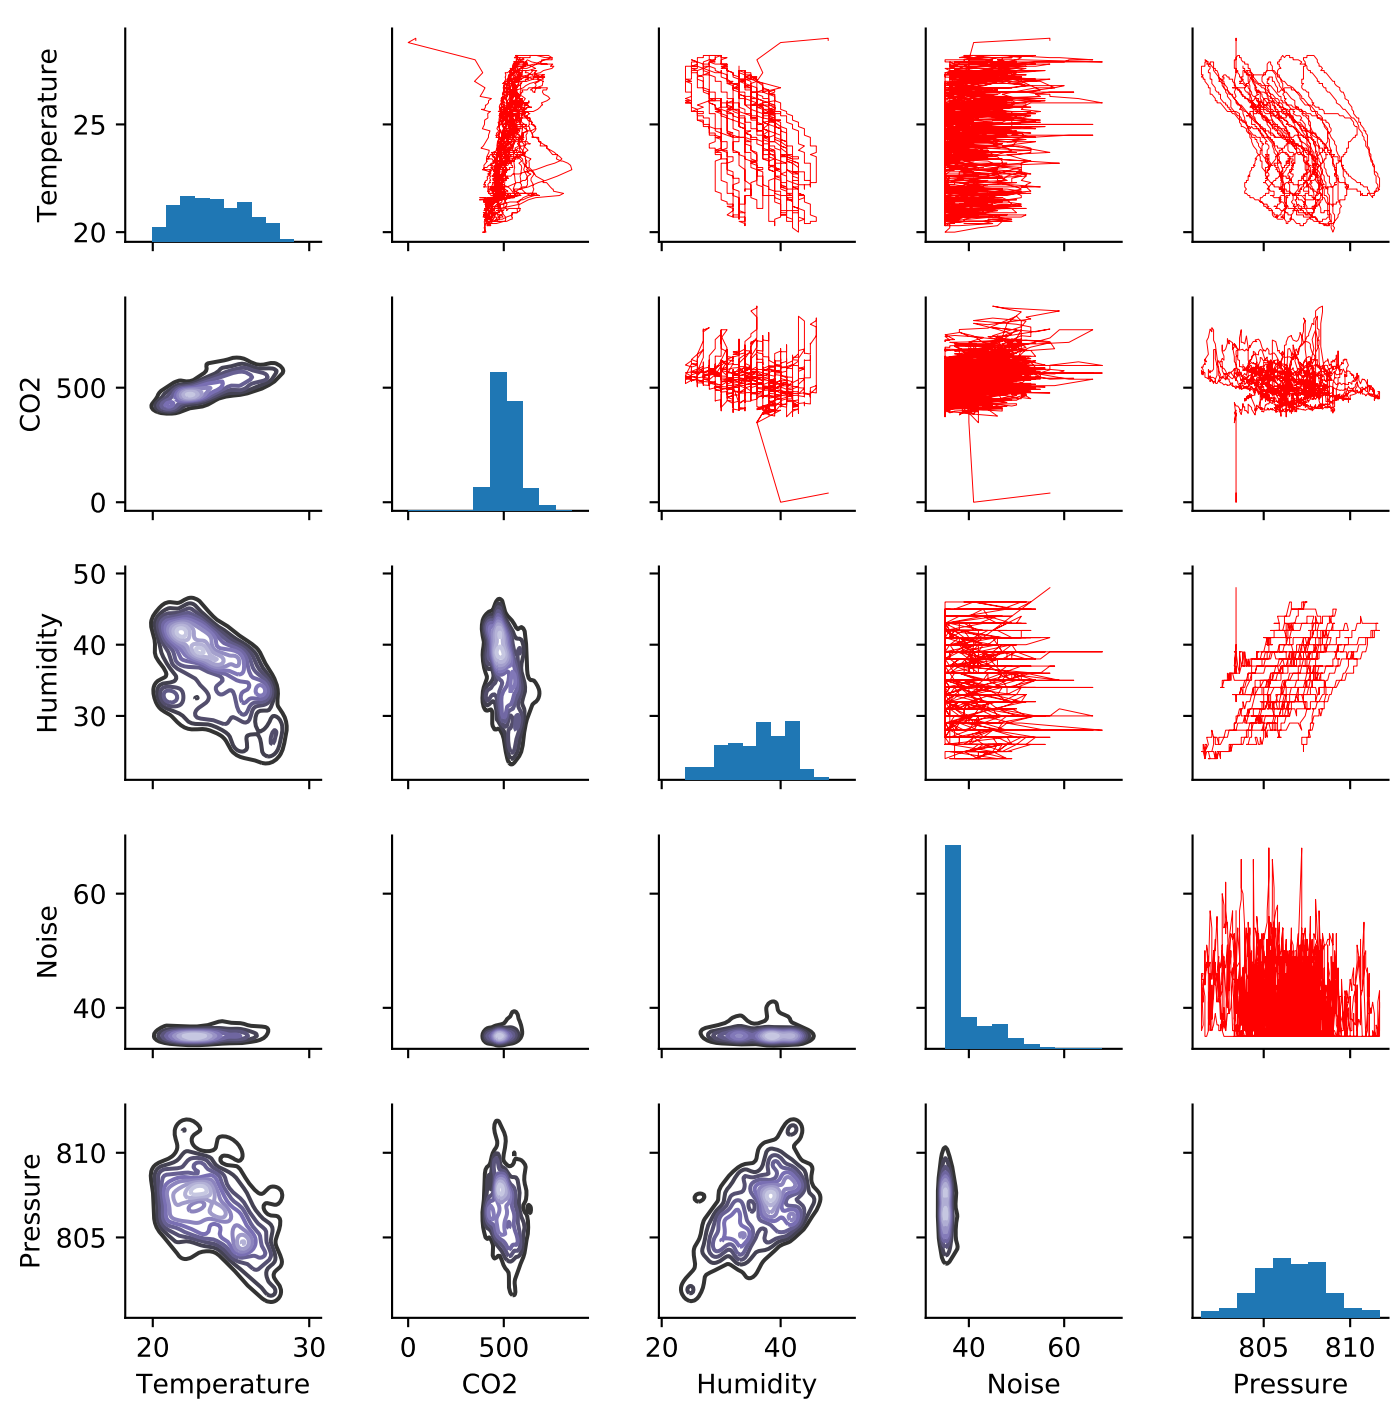 Temperature
25
20
CO2
500
0
Humidity
50
40
30
Noise
60
40
Pressure
810
805
20 30 0 500 20 40 40 60 805 810
Temperature CO2 Humidity Noise Pressure